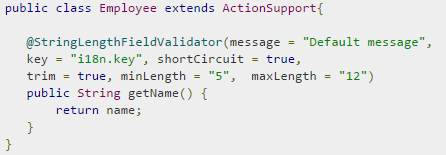 public class Employee extends ActionSupport{
@StringLengthFieldValidator(message = "Default message",
key = "i18n.key", shortCircuit = true,
trim = true, minLength = "5",  maxLength = "12")
public String getName() {
return name;
}
}